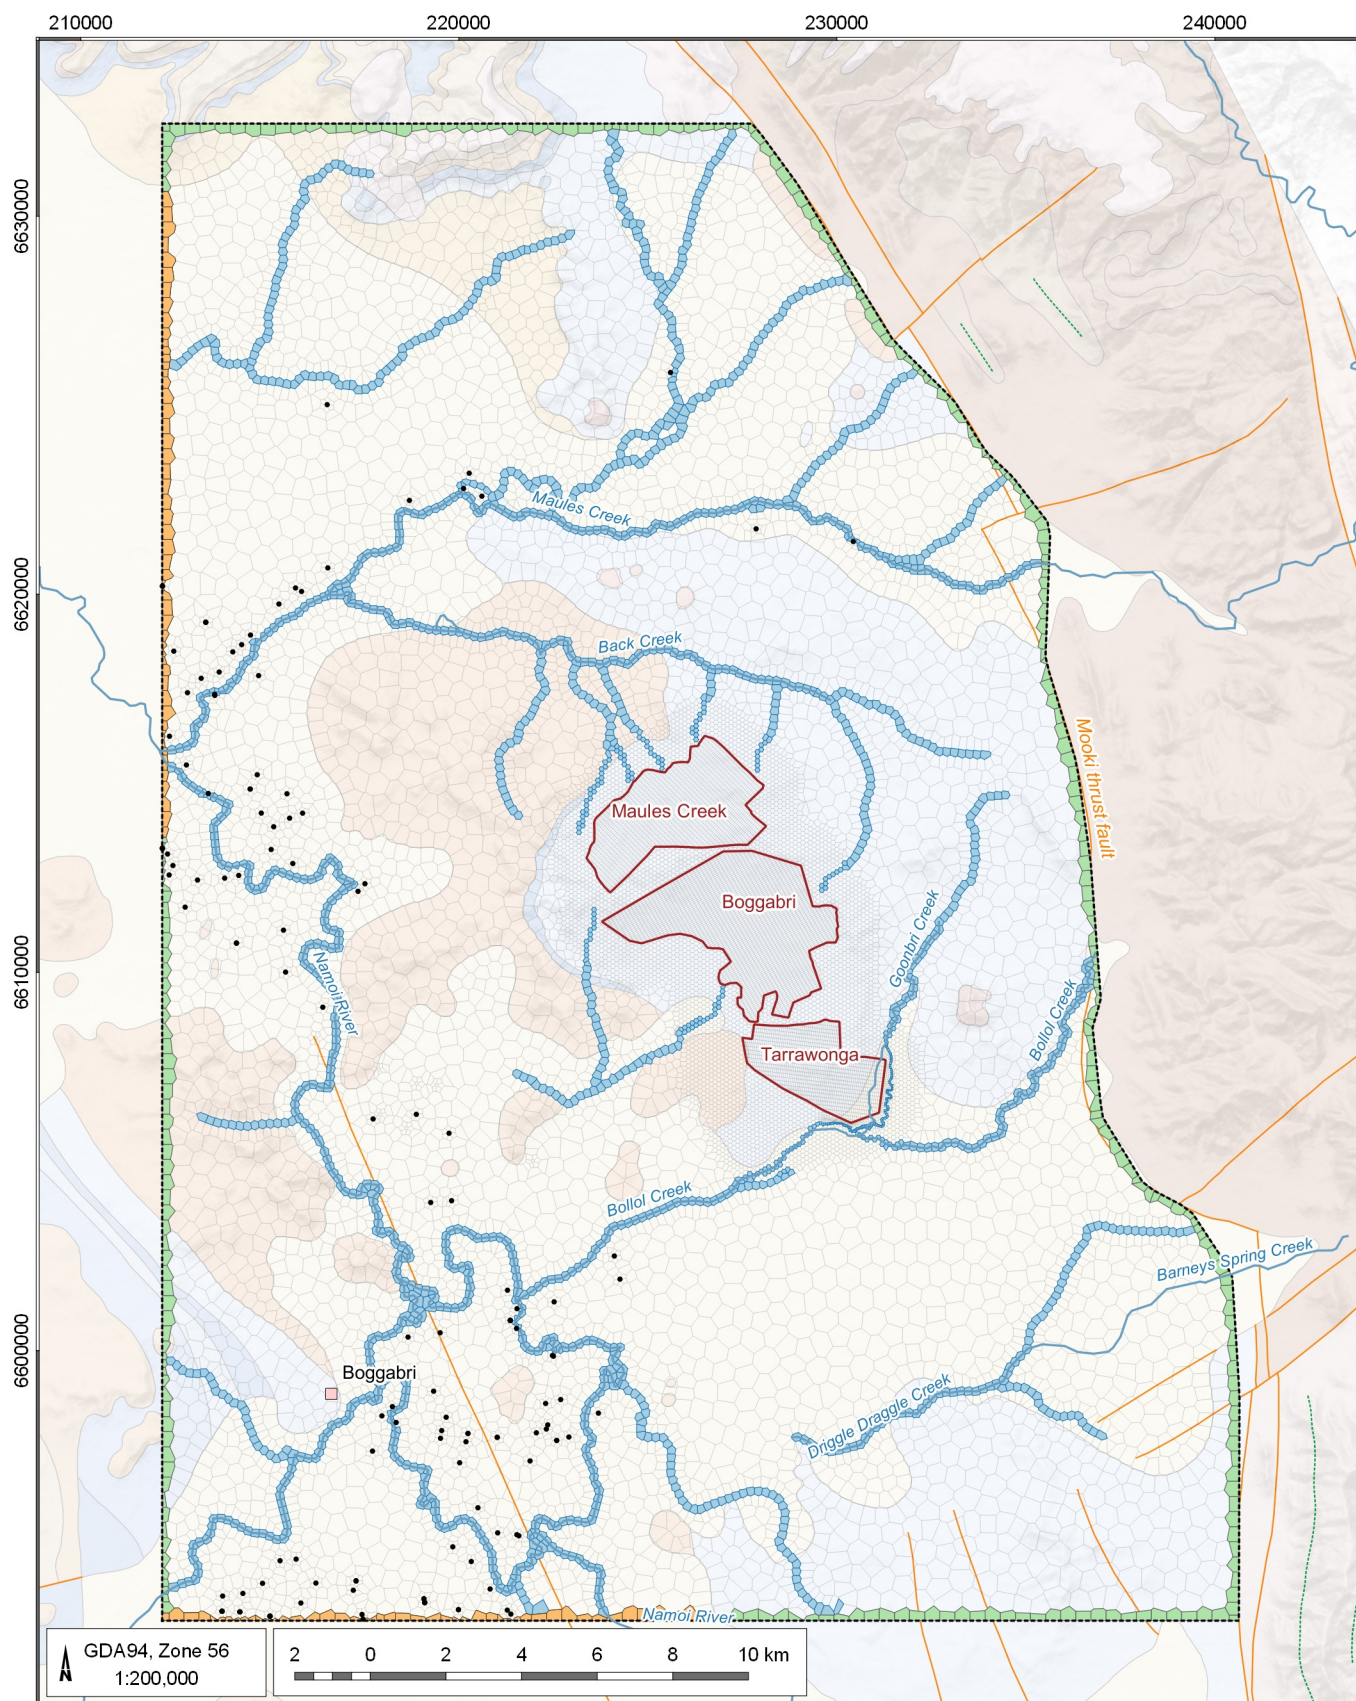 210000 220000 230000 240000
6630000
6620000
6610000
6600000
Maules Creek
Back Creek
Mooki thrust fault
Maules Creek
Boggabri
Goonbri Creek
Namoi River
Bollol Creek
Tarrawonga
Bollol Creek
Barneys Spring Creek
Boggabri
Driggle Draggle Creek
Namoi River
GDA94, Zone 56
1:200,000
N
2 0 2 4 6 8 10 km